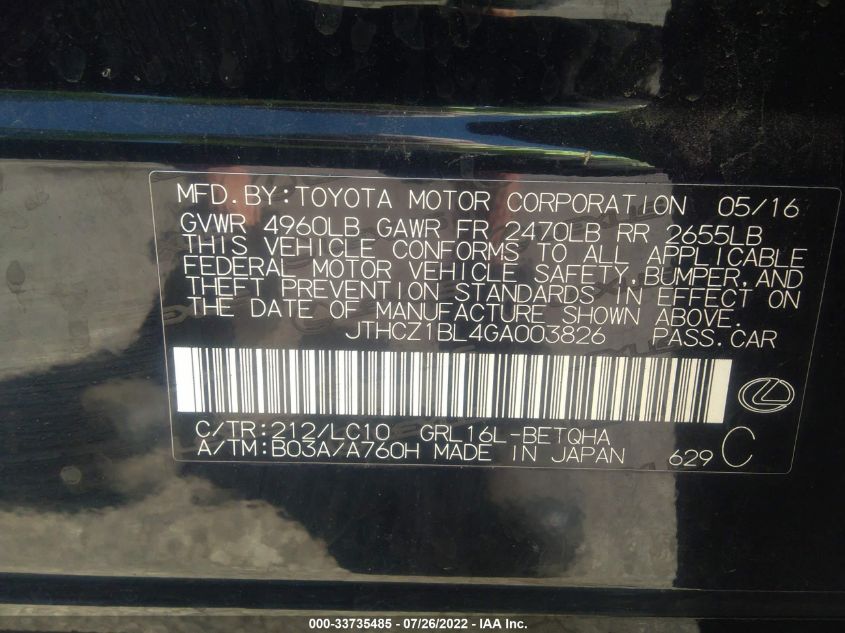 MFD.BY:TOYOTA MOTOR CORPORATION 05/16
GVWR 4960LB GAWR FR 2470LB RR 2655LB
THIS VEHICLE CONFORMS TO ALL APPLICABLE
FEDERAL MOTOR VEHICLE SAFETY,BUMPER,AND
THEFT PREVENTION STANDARDS IN EFFECT ON
THE DATE OF MANUFACTURE SHOWN ABOVE.
JTHCZ1BL4GA003826 PASS.CAR
C/TR:212/LC10 GRL16L-BETQHA
A/TM:B03A/A760H MADE IN JAPAN 629 C
000-33735485 - 07/26/2022 - IAA Inc.